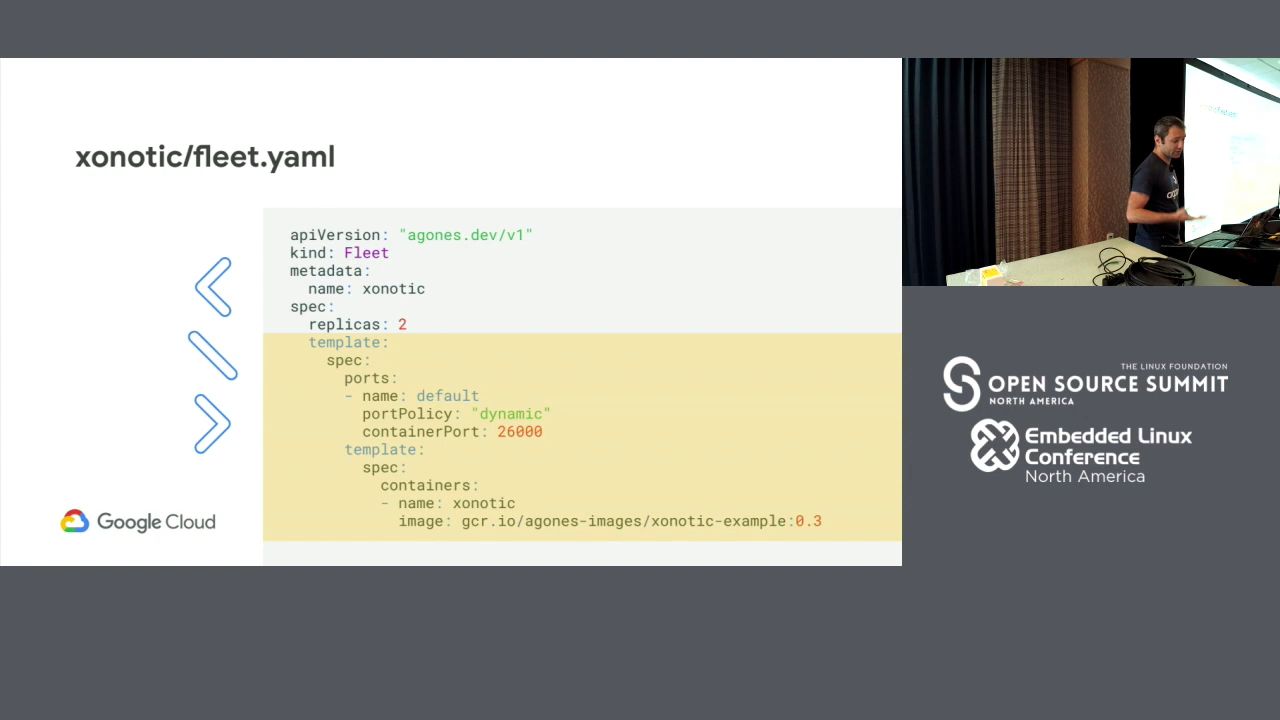 xonotic/fleet.yaml
apiVersion: "agones.dev/v1"
kind: Fleet
metadata:
  name: xonotic
spec:
  replicas: 2
  template:
    spec:
      ports:
      - name: default
        portPolicy: "dynamic"
        containerPort: 26000
      template:
        spec:
          containers:
          - name: xonotic
            image: gcr.io/agones-images/xonotic-example:0.3
Google Cloud
THE LINUX FOUNDATION
OPEN SOURCE SUMMIT
NORTH AMERICA
Embedded Linux
Conference
North America